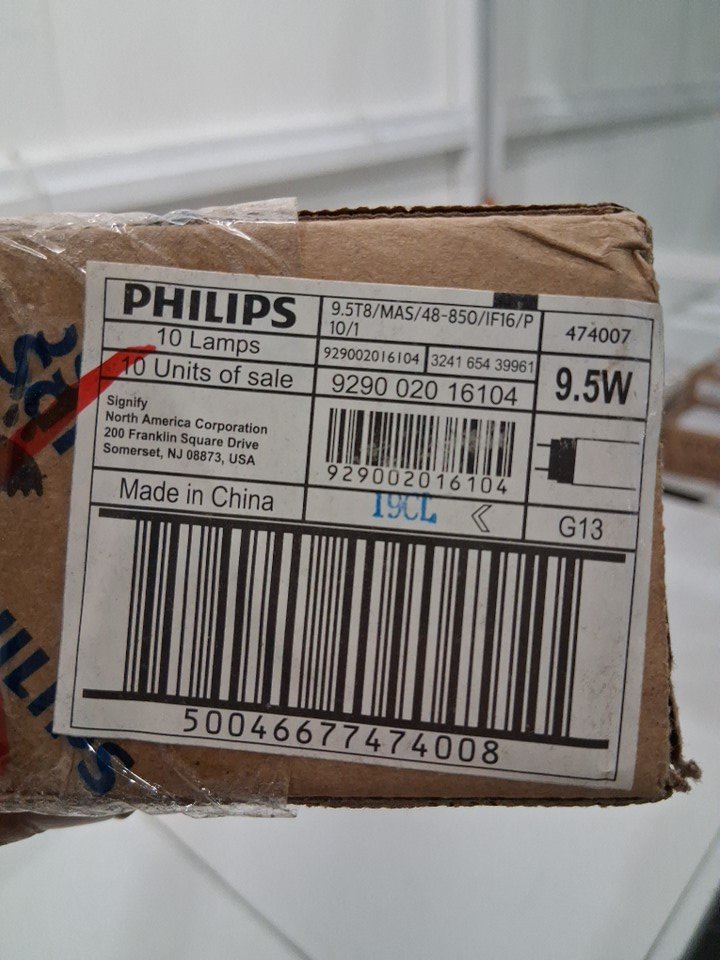 PHILIPS
9.5T8/MAS/48-850/IF16/P
10/1
474007
10 Lamps
929002016104
3241 654 39961
10 Units of sale
9290 020 16104
9.5W
Signify
North America Corporation
200 Franklin Square Drive
Somerset, NJ 08873, USA
929002016104
Made in China
19CL
G13
50046677474008